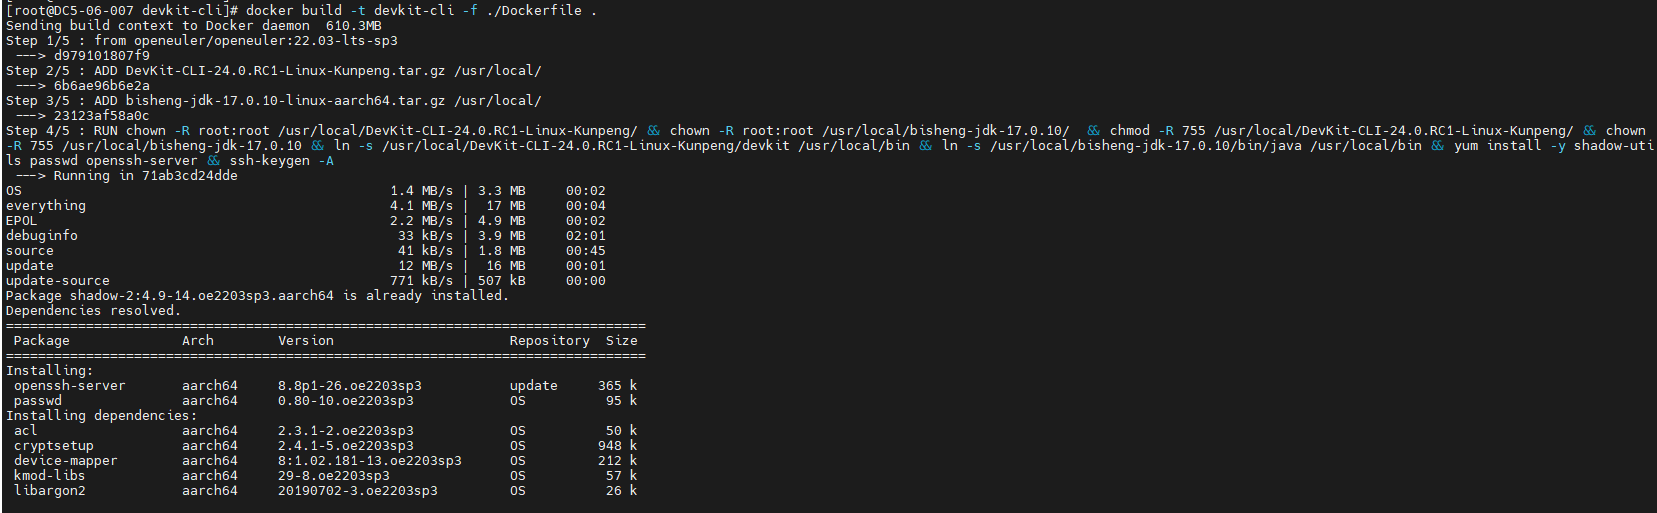 [root@DC5-06-007 devkit-cli]# docker build -t devkit-cli -f ./Dockerfile .
Sending build context to Docker daemon  610.3MB
Step 1/5 : from openeuler/openeuler:22.03-lts-sp3
 ---> d979101807f9
Step 2/5 : ADD DevKit-CLI-24.0.RC1-Linux-Kunpeng.tar.gz /usr/local/
 ---> 6b6ae96b6e2a
Step 3/5 : ADD bisheng-jdk-17.0.10-linux-aarch64.tar.gz /usr/local/
 ---> 23123af58a0c
Step 4/5 : RUN chown -R root:root /usr/local/DevKit-CLI-24.0.RC1-Linux-Kunpeng/ && chown -R root:root /usr/local/bisheng-jdk-17.0.10/  && chmod -R 755 /usr/local/DevKit-CLI-24.0.RC1-Linux-Kunpeng/ && chown
-R 755 /usr/local/bisheng-jdk-17.0.10 && ln -s /usr/local/DevKit-CLI-24.0.RC1-Linux-Kunpeng/devkit /usr/local/bin && ln -s /usr/local/bisheng-jdk-17.0.10/bin/java /usr/local/bin && yum install -y shadow-uti
ls passwd openssh-server && ssh-keygen -A
 ---> Running in 71ab3cd24dde
OS 1.4 MB/s | 3.3 MB 00:02
everything 4.1 MB/s | 17 MB 00:04
EPOL 2.2 MB/s | 4.9 MB 00:02
debuginfo 33 kB/s | 3.9 MB 02:01
source 41 kB/s | 1.8 MB 00:45
update 12 MB/s | 16 MB 00:01
update-source 771 kB/s | 507 kB 00:00
Package shadow-2:4.9-14.oe2203sp3.aarch64 is already installed.
Dependencies resolved.
================================================================================
 Package Arch Version Repository Size
================================================================================
Installing:
 openssh-server aarch64 8.8p1-26.oe2203sp3 update 365 k
 passwd aarch64 0.80-10.oe2203sp3 OS 95 k
Installing dependencies:
 acl aarch64 2.3.1-2.oe2203sp3 OS 50 k
 cryptsetup aarch64 2.4.1-5.oe2203sp3 OS 948 k
 device-mapper aarch64 8:1.02.181-13.oe2203sp3 OS 212 k
 kmod-libs aarch64 29-8.oe2203sp3 OS 57 k
 libargon2 aarch64 20190702-3.oe2203sp3 OS 26 k